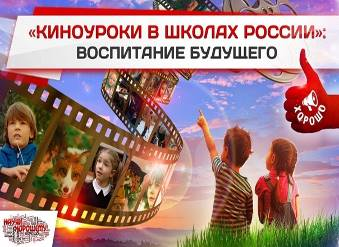 «КИНОУРОКИ В ШКОЛАХ РОССИИ»:
ВОСПИТАНИЕ БУДУЩЕГО
ХОРОШО